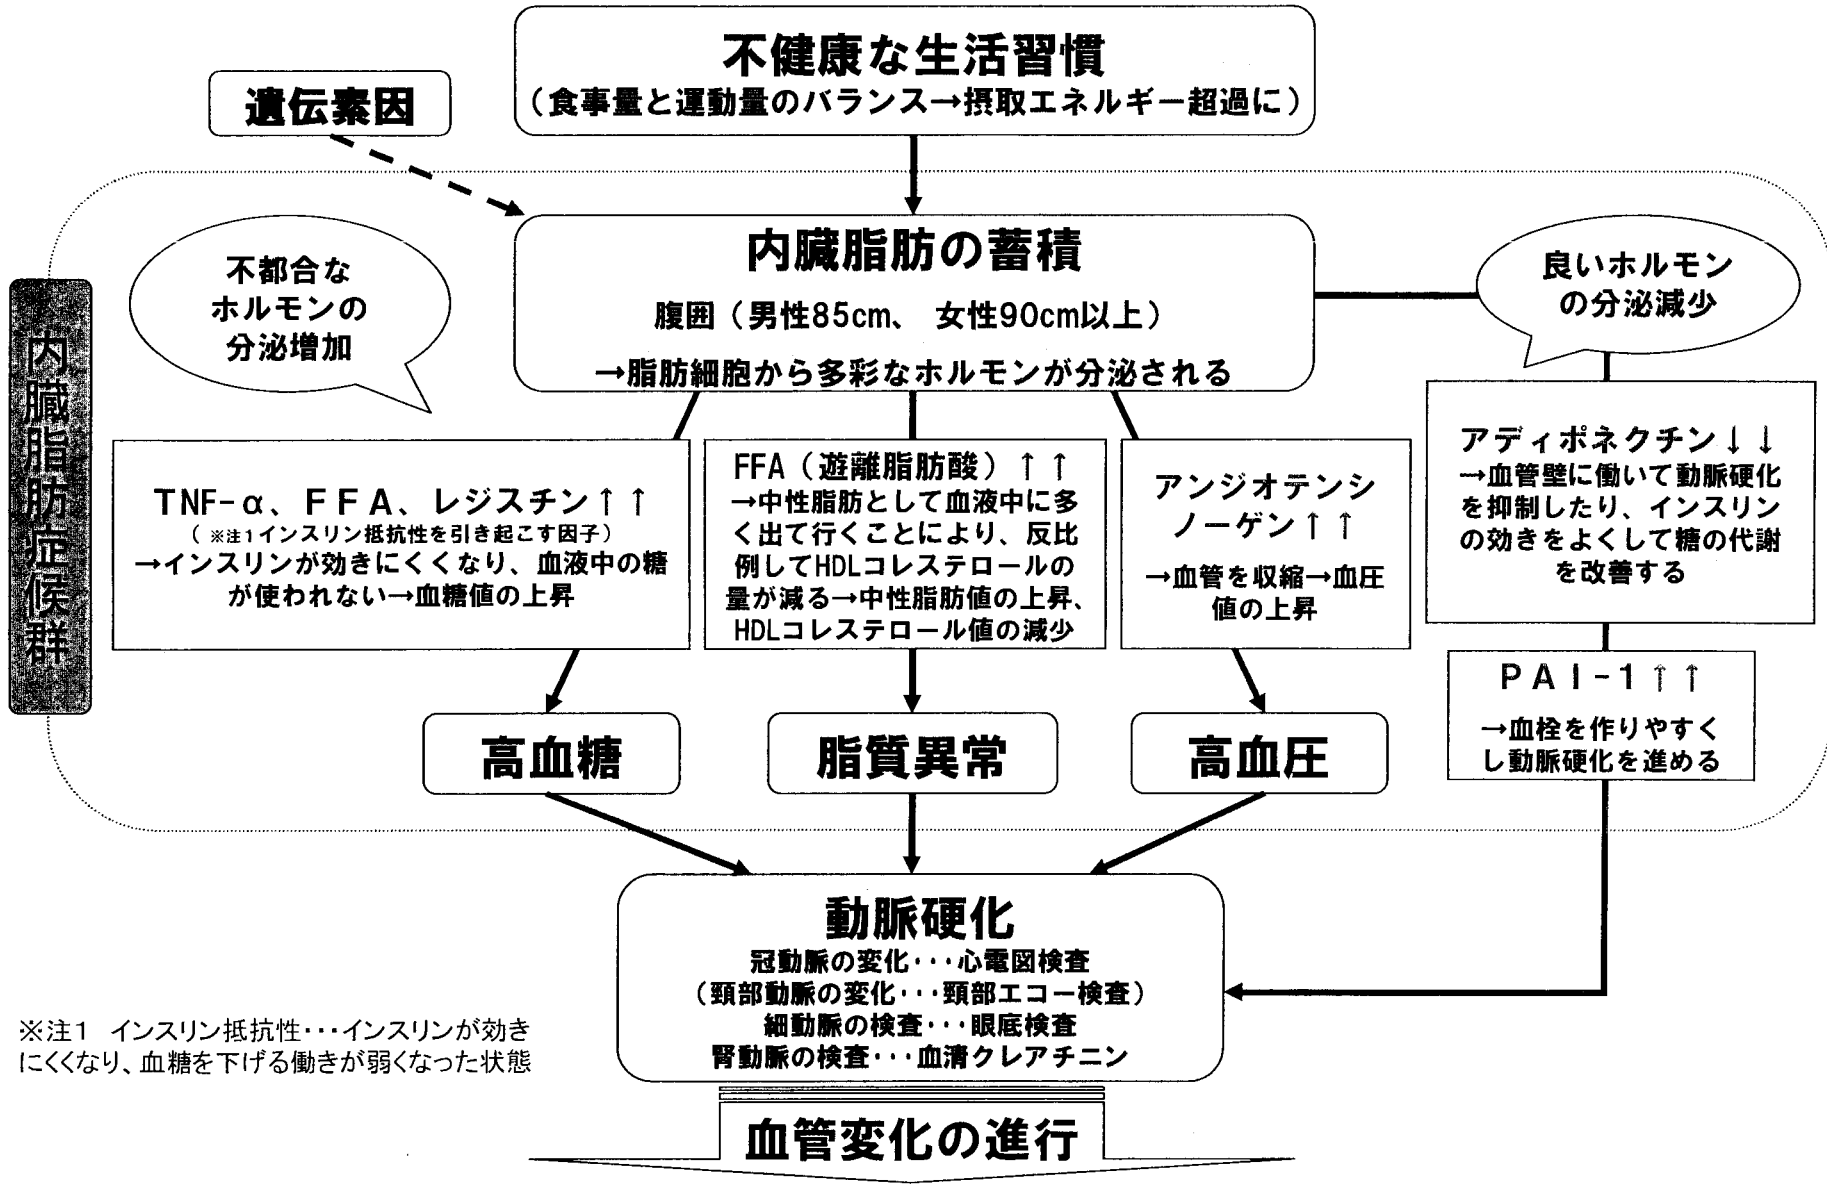 不健康な生活習慣
（食事量と運動量のバランス→摂取エネルギー超過に）
遺伝素因
内臓脂肪の蓄積
腹囲（男性85cm、 女性90cm以上）
→脂肪細胞から多彩なホルモンが分泌される
不都合な
ホルモンの
分泌増加
良いホルモン
の分泌減少
内臓脂肪症候群
TNF-α、ＦＦＡ、レジスチン↑↑
（ ※注1インスリン抵抗性を引き起こす因子）
→インスリンが効きにくくなり、血液中の糖
が使われない→血糖値の上昇
FFA（遊離脂肪酸）↑↑
→中性脂肪として血液中に多
く出て行くことにより、反比
例してHDLコレステロールの
量が減る→中性脂肪値の上昇、
HDLコレステロール値の減少
アンジオテンシ
ノーゲン↑↑
→血管を収縮→血圧
値の上昇
アディポネクチン↓↓
→血管壁に働いて動脈硬化
を抑制したり、インスリン
の効きをよくして糖の代謝
を改善する
ＰＡＩ-１↑↑
→血栓を作りやすく
し動脈硬化を進める
高血糖
脂質異常
高血圧
動脈硬化
冠動脈の変化･･･心電図検査
（頸部動脈の変化･･･頸部エコー検査）
細動脈の検査･･･眼底検査
腎動脈の検査･･･血清クレアチニン
※注１ インスリン抵抗性･･･インスリンが効き
にくくなり、血糖を下げる働きが弱くなった状態
血管変化の進行